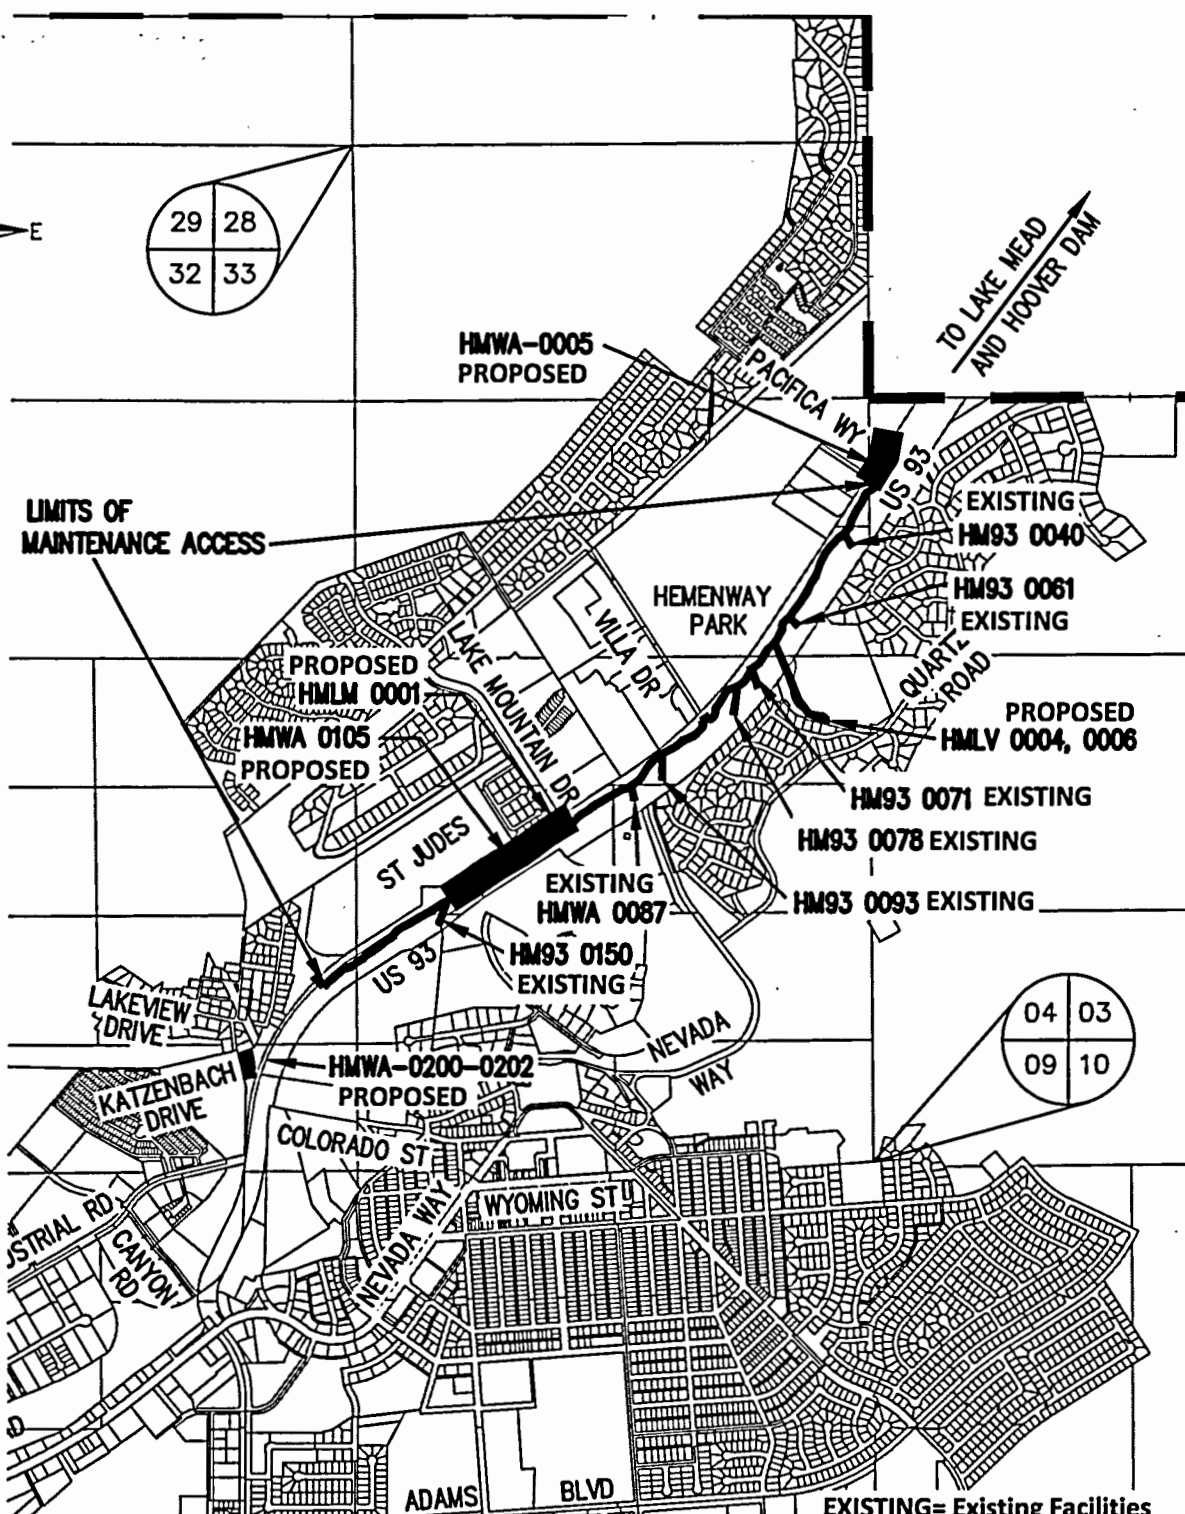 E
29 28
32 33
TO LAKE MEAD
AND HOOVER DAM
HMWA-0005
PROPOSED
PACIFICA WY
US 93
LIMITS OF
MAINTENANCE ACCESS
EXISTING
HM93 0040
HEMENWAY
PARK
HM93 0061
EXISTING
VILLA DR
LAKE MOUNTAIN DR
QUARTZ
ROAD
PROPOSED
HMLM 0001
PROPOSED
HMLV 0004, 0006
HMWA 0105
PROPOSED
HM93 0071 EXISTING
ST JUDES
HM93 0078 EXISTING
EXISTING
HMWA 0087
HM93 0093 EXISTING
HM93 0150
EXISTING
US 93
LAKEVIEW
DRIVE
04 03
09 10
NEVADA
WAY
HMWA-0200-0202
PROPOSED
KATZENBACH
DRIVE
COLORADO ST
WYOMING ST
NEVADA WAY
USTRIAL RD
CANYON
RD
D
ADAMS
BLVD
EXISTING= Existing Facilities